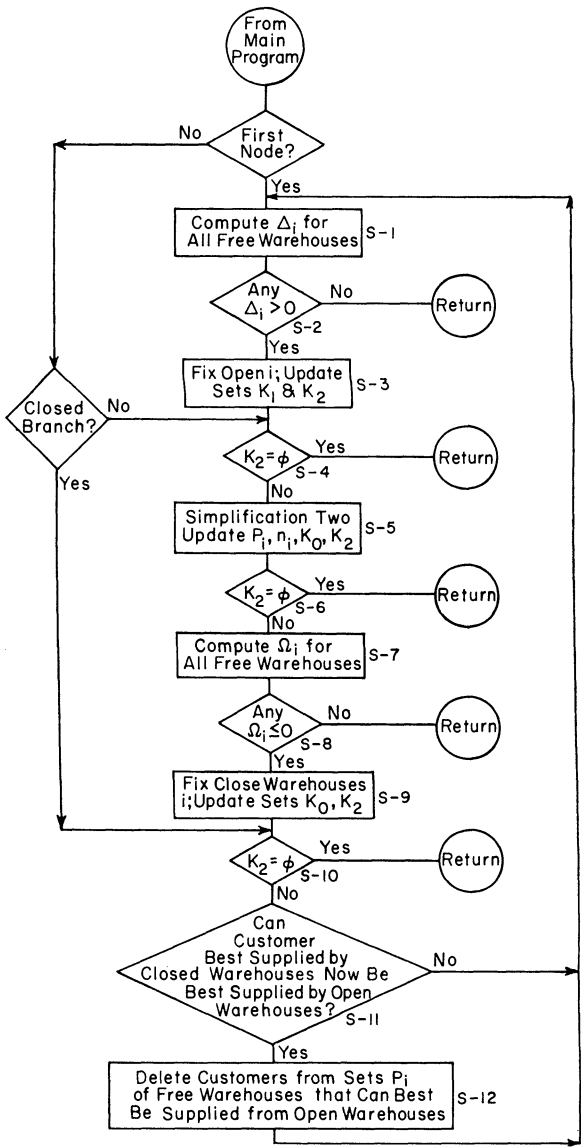 From
Main
Program
No
First
Node?
Yes
Compute Δi for
All Free Warehouses
S-1
Any
Δi > 0
No
Return
S-2
Yes
Fix Open i; Update
Sets K1 & K2
S-3
Closed
Branch?
No
K2 = ϕ
Yes
Return
S-4
Yes
No
Simplification Two
Update Pi, ni, K0, K2
S-5
K2 = ϕ
Yes
Return
S-6
No
Compute Ωi for
All Free Warehouses
S-7
Any
Ωi ≤ 0
No
Return
S-8
Yes
Fix Close Warehouses
i; Update Sets K0, K2
S-9
K2 = ϕ
Yes
Return
S-10
No
Can
Customer
Best Supplied by
Closed Warehouses Now Be
Best Supplied by Open
Warehouses?
No
S-11
Yes
Delete Customers from Sets Pi
of Free Warehouses that Can Best
Be Supplied from Open Warehouses
S-12